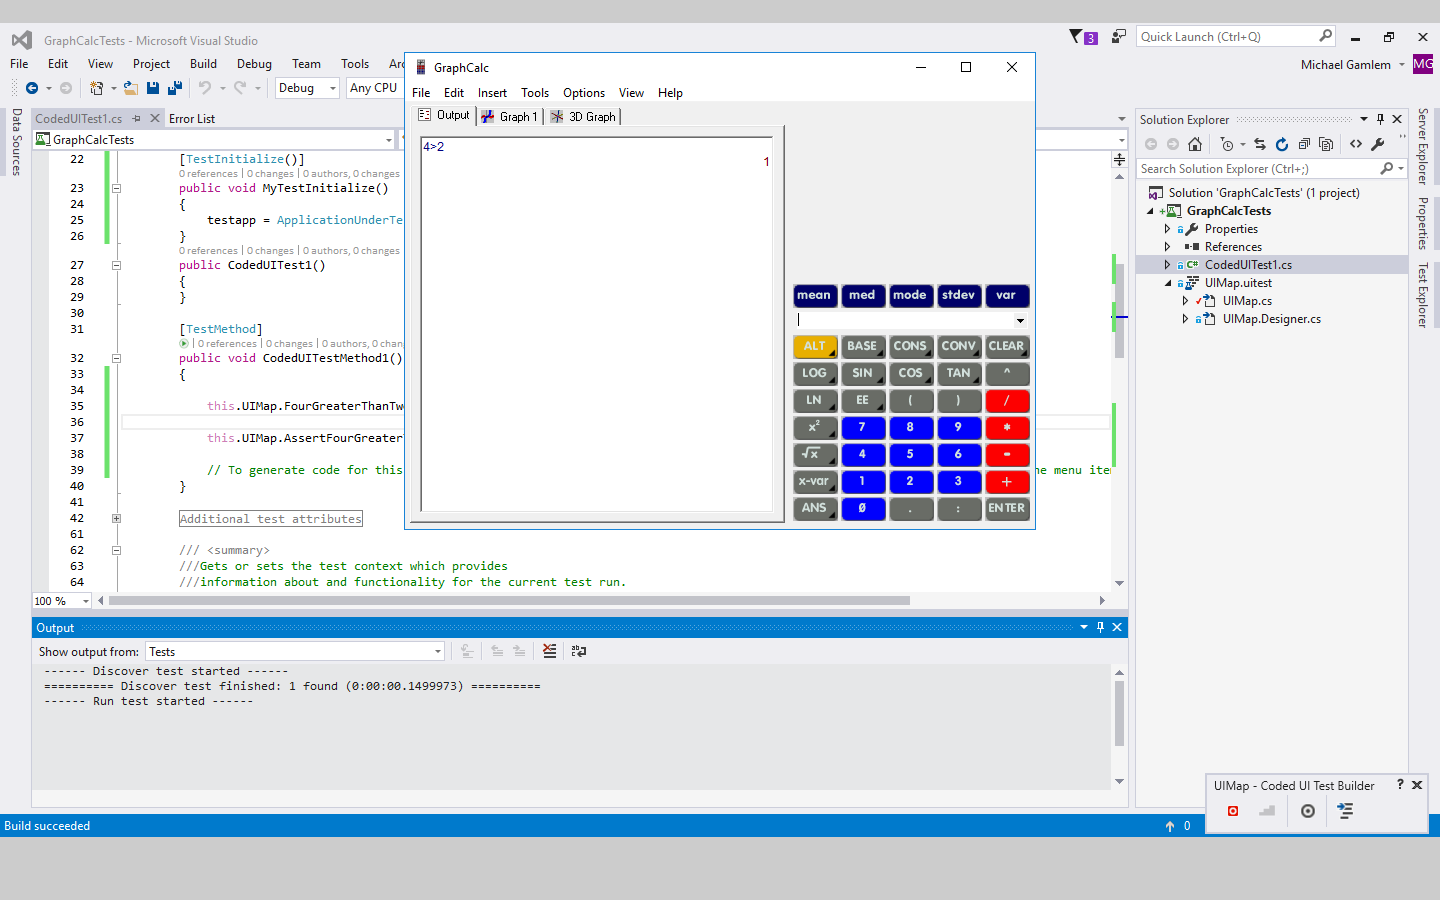 GraphCalcTests - Microsoft Visual Studio
3
Quick Launch (Ctrl+Q)
File Edit View Project Build Debug Team Tools
Michael Gamlem
MG
Debug
Any CPU
CodedUITest1.cs
Error List
GraphCalcTests
22 [TestInitialize()]
0 references | 0 changes | 0 authors, 0 changes
23 public void MyTestInitialize()
24 {
25 testapp = ApplicationUnderTe
26 }
0 references | 0 changes | 0 authors, 0 changes
27 public CodedUITest1()
28 {
29 }
30
31 [TestMethod]
| 0 references | 0 changes | 0 authors, 0 chan
32 public void CodedUITestMethod1()
33 {
34
35 this.UIMap.FourGreaterThanTw
36
37 this.UIMap.AssertFourGreater
38
39 // To generate code for this
he menu ite
40 }
41
42 Additional test attributes
61
62 /// <summary>
63 ///Gets or sets the test context which provides
64 ///information about and functionality for the current test run.
100 %
Data Sources
GraphCalc
File Edit Insert Tools Options View Help
Output Graph 1 3D Graph
4>2
1
mean med mode stdev var
ALT BASE CONS CONV CLEAR
LOG SIN COS TAN ^
LN EE ( ) /
x² 7 8 9 *
√x 4 5 6 -
x-var 1 2 3 +
ANS 0 . : ENTER
Solution Explorer
Search Solution Explorer (Ctrl+;)
Solution 'GraphCalcTests' (1 project)
GraphCalcTests
Properties
References
CodedUITest1.cs
UIMap.uitest
UIMap.cs
UIMap.Designer.cs
Server Explorer
Properties
Test Explorer
Output
Show output from: Tests
------ Discover test started ------
========== Discover test finished: 1 found (0:00:00.1499973) ==========
------ Run test started ------
UIMap - Coded UI Test Builder
?
Build succeeded
0